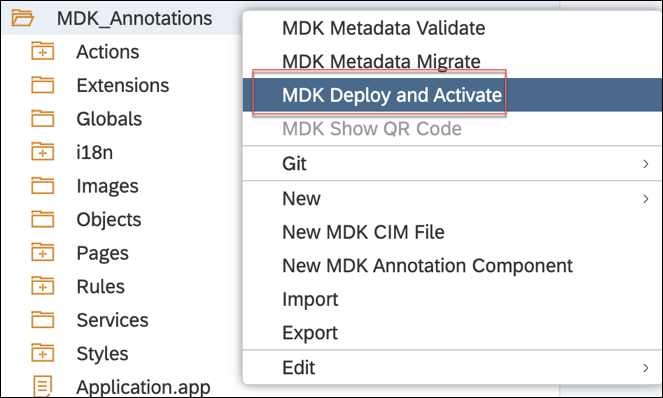 MDK_Annotations
Actions
Extensions
Globals
i18n
Images
Objects
Pages
Rules
Services
Styles
Application.app
MDK Metadata Validate
MDK Metadata Migrate
MDK Deploy and Activate
MDK Show QR Code
Git
New
New MDK CIM File
New MDK Annotation Component
Import
Export
Edit